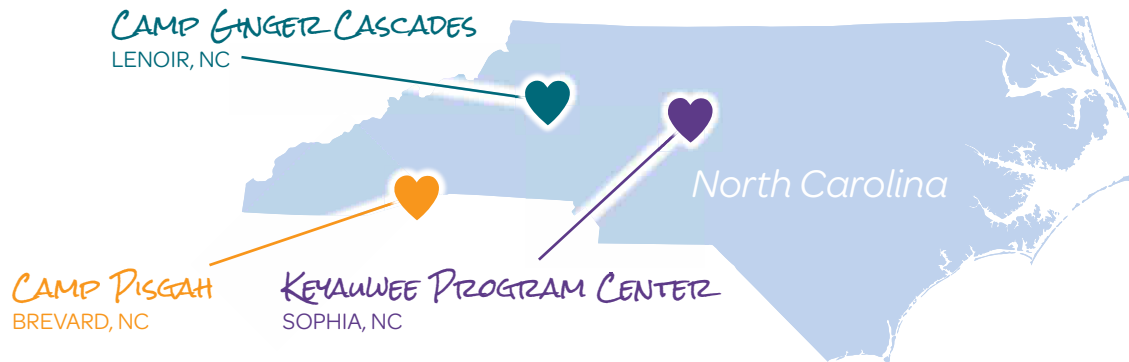 Camp Ginger Cascades
LENOIR, NC
North Carolina
Camp Pisgah
BREVARD, NC
Keyauwee Program Center
SOPHIA, NC